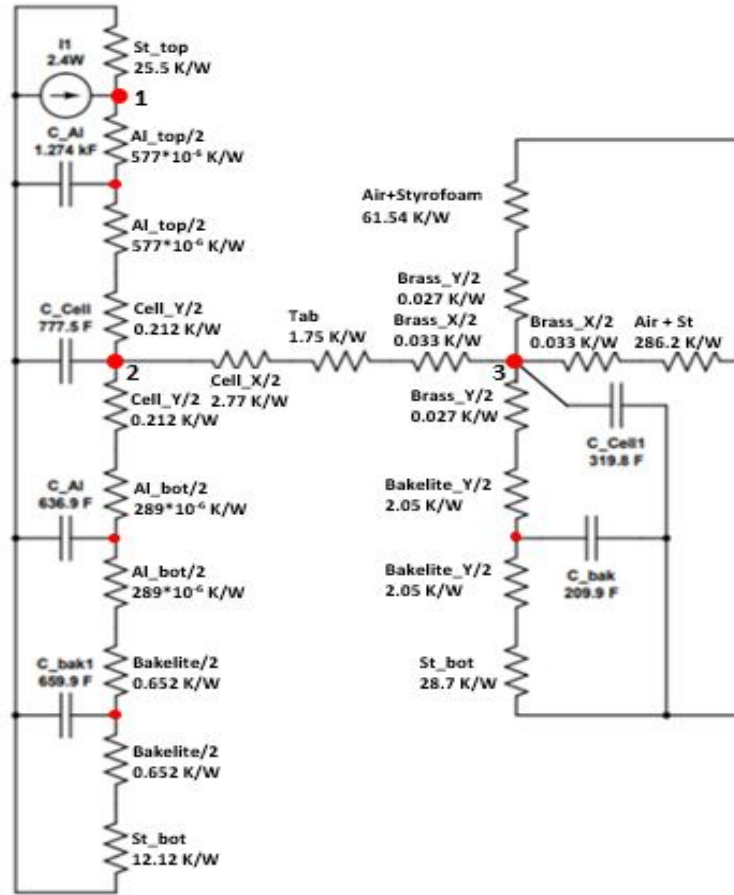 St_top
25.5 K/W
I1
2.4W
1
C_Al
1.274 kF
Al_top/2
577*10⁻⁶ K/W
Al_top/2
577*10⁻⁶ K/W
C_Cell
777.5 F
Cell_Y/2
0.212 K/W
2
Cell_Y/2
0.212 K/W
Cell_X/2
2.77 K/W
Tab
1.75 K/W
Brass_X/2
0.033 K/W
Air+Styrofoam
61.54 K/W
Brass_Y/2
0.027 K/W
3
Brass_X/2
0.033 K/W
Air + St
286.2 K/W
Brass_Y/2
0.027 K/W
C_Cell1
319.8 F
Bakelite_Y/2
2.05 K/W
Bakelite_Y/2
2.05 K/W
C_bak
209.9 F
St_bot
28.7 K/W
C_Al
636.9 F
Al_bot/2
289*10⁻⁶ K/W
Al_bot/2
289*10⁻⁶ K/W
C_bak1
659.9 F
Bakelite/2
0.652 K/W
Bakelite/2
0.652 K/W
St_bot
12.12 K/W